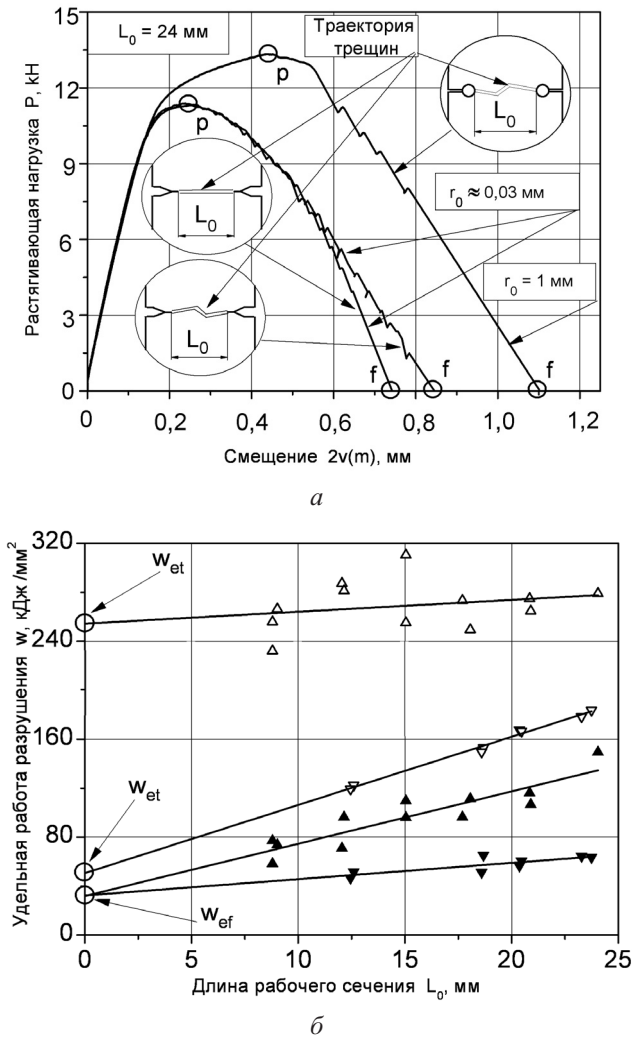 15
12
9
6
3
0
Растягивающая нагрузка P, кН
L₀ = 24 мм
Траектория
трещин
p
p
L₀
L₀
L₀
r₀ ≈ 0,03 мм
r₀ = 1 мм
f
f
f
0
0,2
0,4
0,6
0,8
1,0
1,2
Смещение 2v(m), мм
а
320
240
160
80
0
Удельная работа разрушения w, кДж /мм²
wet
wet
wef
0
5
10
15
20
25
Длина рабочего сечения L₀, мм
б